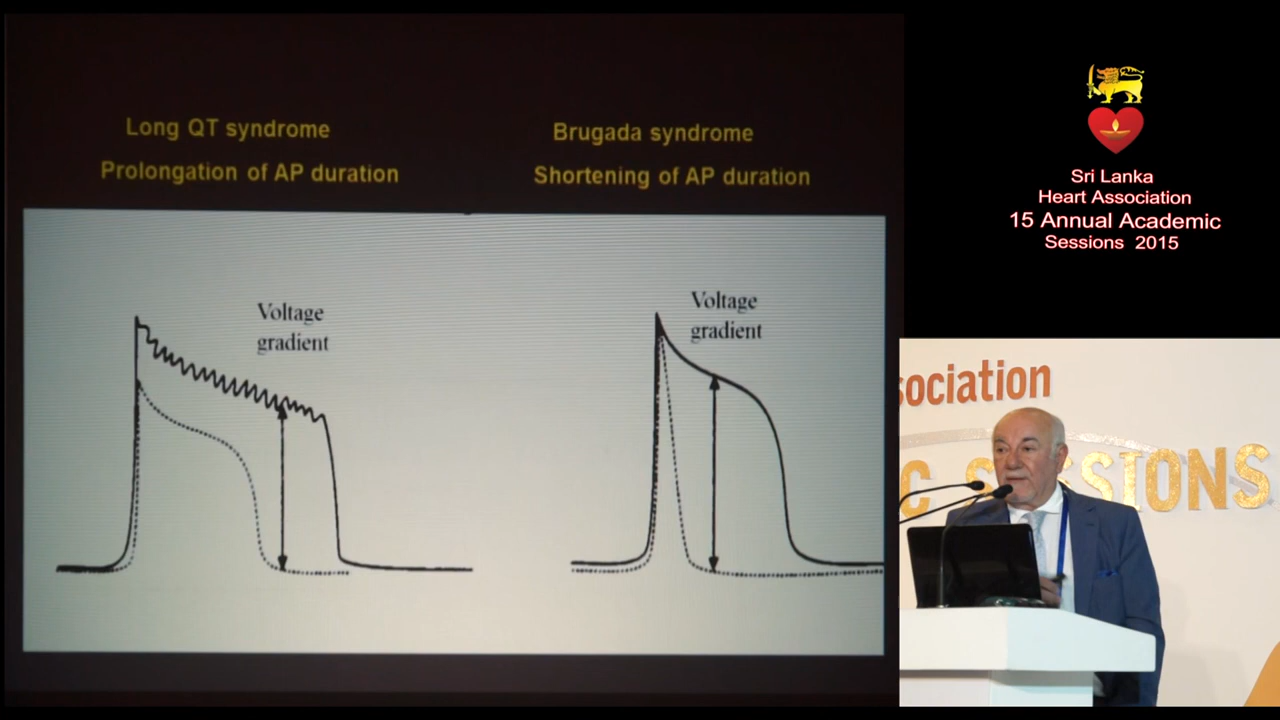 Long QT syndrome
Prolongation of AP duration
Brugada syndrome
Shortening of AP duration
Voltage
gradient
Voltage
gradient
Sri Lanka
Heart Association
15 Annual Academic
Sessions 2015
sociation
C SESSIONS